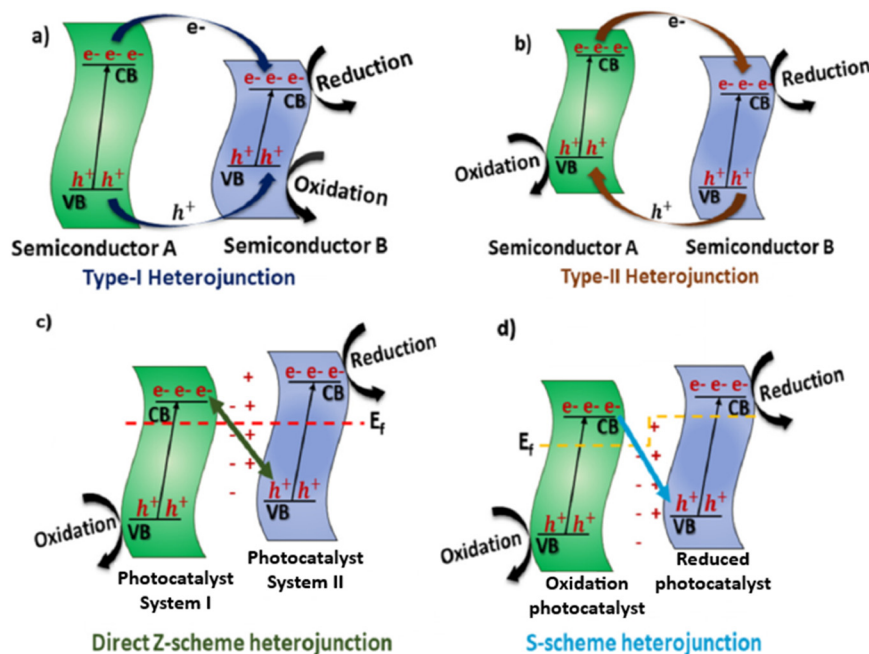 a)
e-
e- e- e-
CB
h+ h+
VB
h+
e- e- e-
CB
h+ h+
VB
Reduction
Oxidation
Semiconductor A
Semiconductor B
Type-I Heterojunction
b)
e-
e- e- e-
CB
Oxidation
h+ h+
VB
h+
e- e- e-
CB
h+ h+
VB
Reduction
Semiconductor A
Semiconductor B
Type-II Heterojunction
c)
e- e- e-
CB
h+ h+
VB
Oxidation
+
- +
- +
- +
-
Ef
e- e- e-
CB
h+ h+
VB
Reduction
Photocatalyst
System I
Photocatalyst
System II
Direct Z-scheme heterojunction
d)
Ef
e- e- e-
CB
h+ h+
VB
Oxidation
+
- +
- +
- +
-
e- e- e-
CB
h+ h+
VB
Reduction
Oxidation
photocatalyst
Reduced
photocatalyst
S-scheme heterojunction